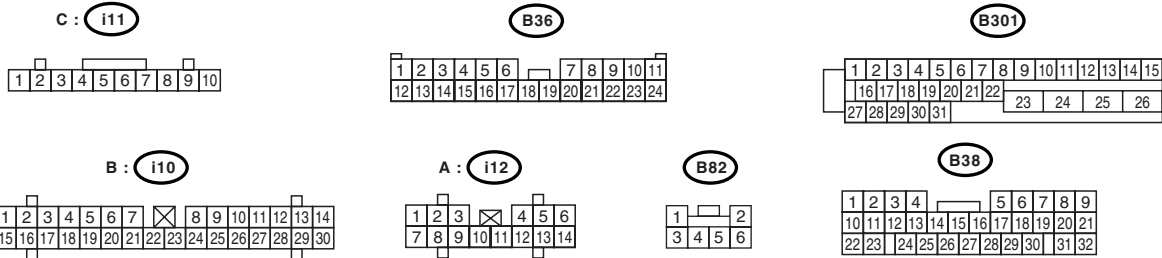 C : i11
B36
B301
1 2 3 4 5 6 7 8 9 10
1 2 3 4 5 6 7 8 9 10 11
12 13 14 15 16 17 18 19 20 21 22 23 24
1 2 3 4 5 6 7 8 9 10 11 12 13 14 15
16 17 18 19 20 21 22 23 24 25 26
27 28 29 30 31
B : i10
A : i12
B82
B38
1 2 3 4 5 6 7 8 9 10 11 12 13 14
15 16 17 18 19 20 21 22 23 24 25 26 27 28 29 30
1 2 3 4 5 6
7 8 9 10 11 12 13 14
1 2
3 4 5 6
1 2 3 4 5 6 7 8 9
10 11 12 13 14 15 16 17 18 19 20 21
22 23 24 25 26 27 28 29 30 31 32